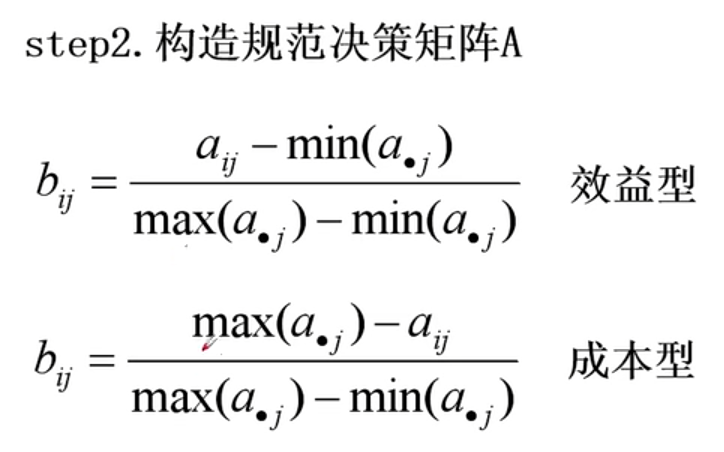 step2. 构造规范决策矩阵A
b_{ij} = \frac{a_{ij} - \min(a_{\bullet j})}{\max(a_{\bullet j}) - \min(a_{\bullet j})} 效益型
b_{ij} = \frac{\max(a_{\bullet j}) - a_{ij}}{\max(a_{\bullet j}) - \min(a_{\bullet j})} 成本型